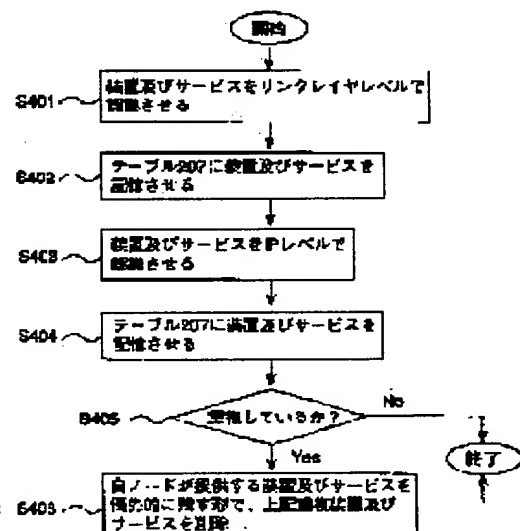 開始
S401 装置及びサービスをリンクレイヤレベルで
認識させる
S402 テーブル207に装置及びサービスを
記憶させる
S403 装置及びサービスをIPレベルで
認識させる
S404 テーブル207に装置及びサービスを
記憶させる
S405 重複しているか?
No
Yes
終了
自ノードが提供する装置及びサービスを
優先的に残す形で、上記重複装置及び
サービスを削除